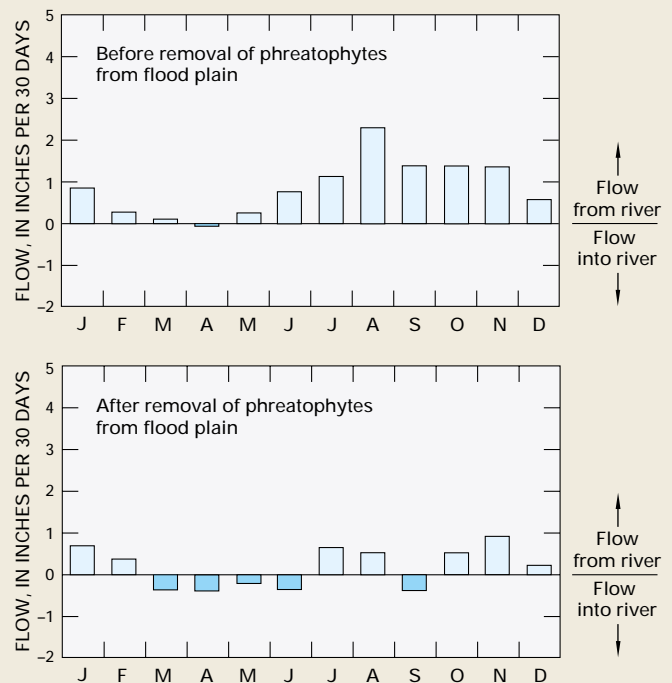 FLOW, IN INCHES PER 30 DAYS
5
4
3
2
1
0
−1
−2
Before removal of phreatophytes
from flood plain
J F M A M J J A S O N D
Flow
from river
Flow
into river
FLOW, IN INCHES PER 30 DAYS
5
4
3
2
1
0
−1
−2
After removal of phreatophytes
from flood plain
J F M A M J J A S O N D
Flow
from river
Flow
into river